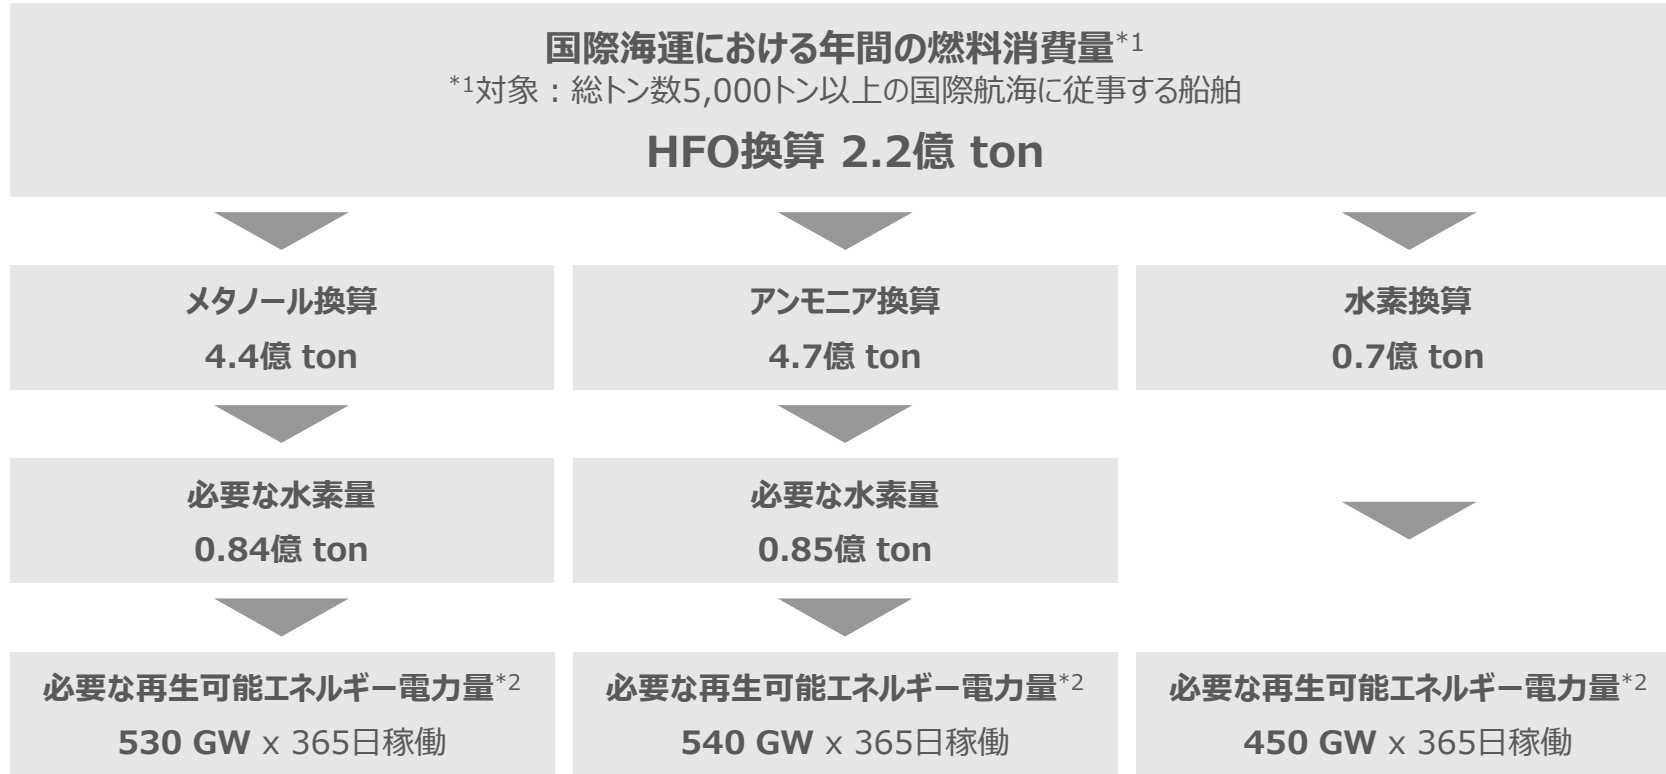 国際海運における年間の燃料消費量*1
*1対象：総トン数5,000トン以上の国際航海に従事する船舶
HFO換算 2.2億 ton
メタノール換算
4.4億 ton
アンモニア換算
4.7億 ton
水素換算
0.7億 ton
必要な水素量
0.84億 ton
必要な水素量
0.85億 ton
必要な再生可能エネルギー電力量*2
530 GW x 365日稼働
必要な再生可能エネルギー電力量*2
540 GW x 365日稼働
必要な再生可能エネルギー電力量*2
450 GW x 365日稼働